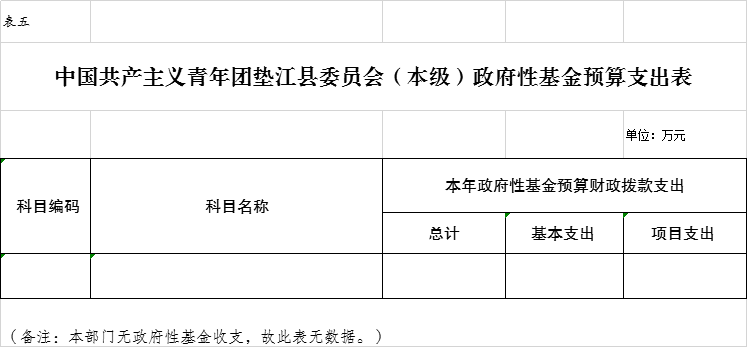 表五
中国共产主义青年团垫江县委员会（本级）政府性基金预算支出表
单位：万元
科目编码 科目名称 本年政府性基金预算财政拨款支出
总计 基本支出 项目支出
（备注：本部门无政府性基金收支，故此表无数据。）